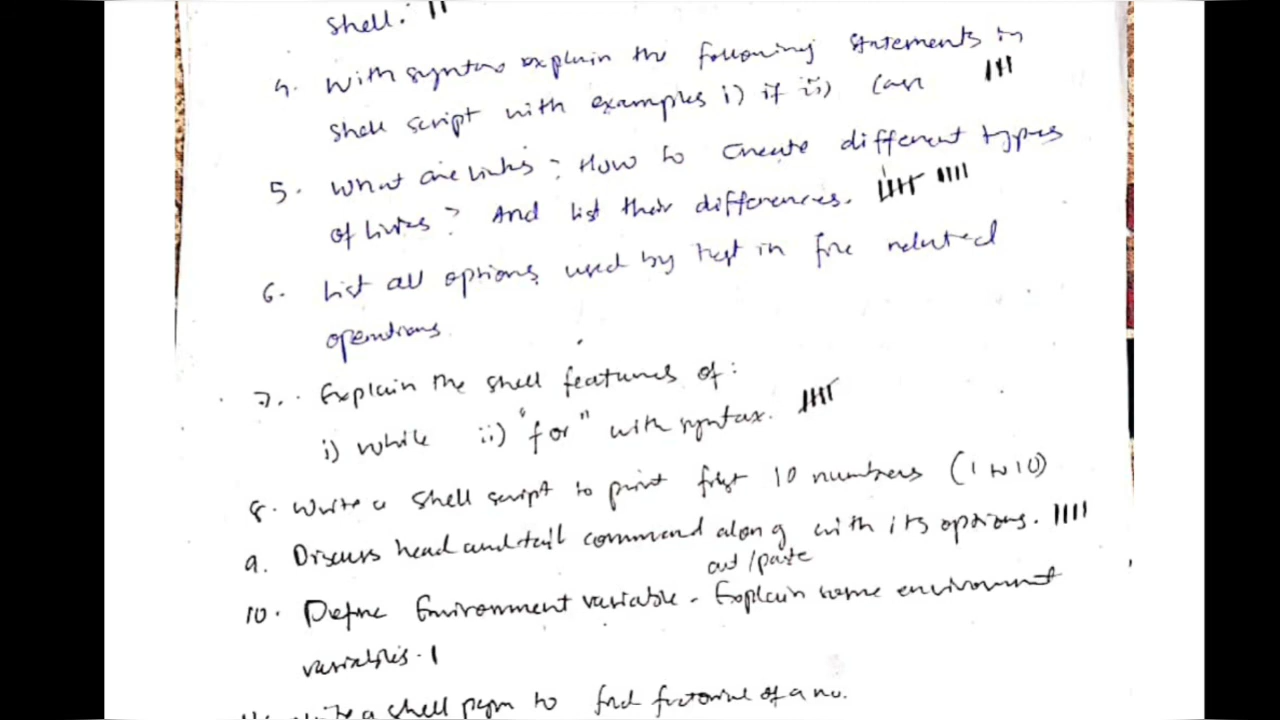 shell. ||
4. With syntax explain the following statements in
shell script with examples i) if ii) Case ||||
5. What are links? How to Create different types
of links? And list their differences. |||| ||||
6. List all options used by test in file related
operations
7. Explain the shell features of:
i) while ii) "for" with syntax. ||||
8. Write a shell script to print first 10 numbers (1 to 10)
9. Discuss head and tail command along with its options. ||||
cut / paste
10. Define Environment variable. Explain some environment
variables. |
a shell pgm to find factorial of a no.